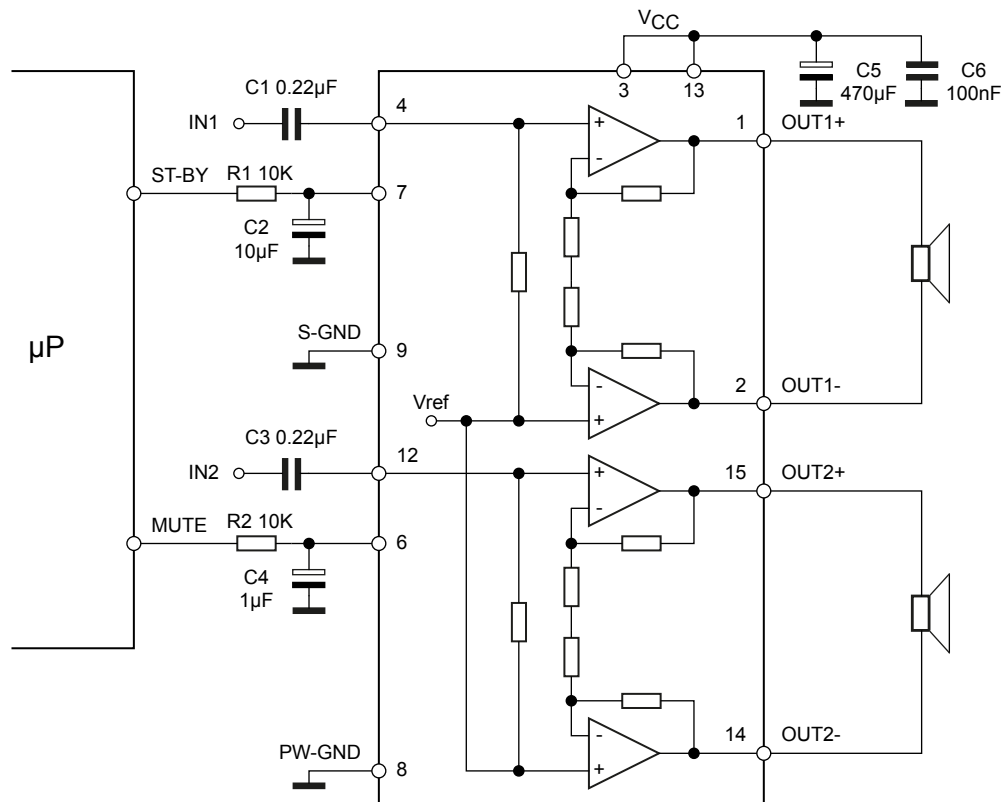 VCC
C1 0.22µF
3
13
C5
470µF
C6
100nF
IN1
4
+
-
1
OUT1+
ST-BY
R1 10K
7
C2
10µF
S-GND
9
µP
-
+
2
OUT1-
Vref
C3 0.22µF
IN2
12
+
-
15
OUT2+
MUTE
R2 10K
6
C4
1µF
PW-GND
8
-
+
14
OUT2-